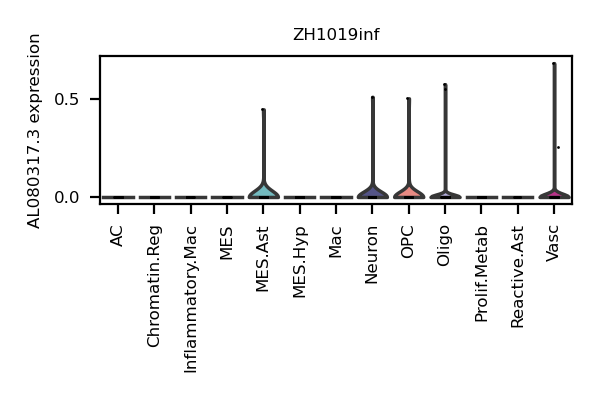 ZH1019inf
AL080317.3 expression
0.5
0.0
AC
Chromatin.Reg
Inflammatory.Mac
MES
MES.Ast
MES.Hyp
Mac
Neuron
OPC
Oligo
Prolif.Metab
Reactive.Ast
Vasc